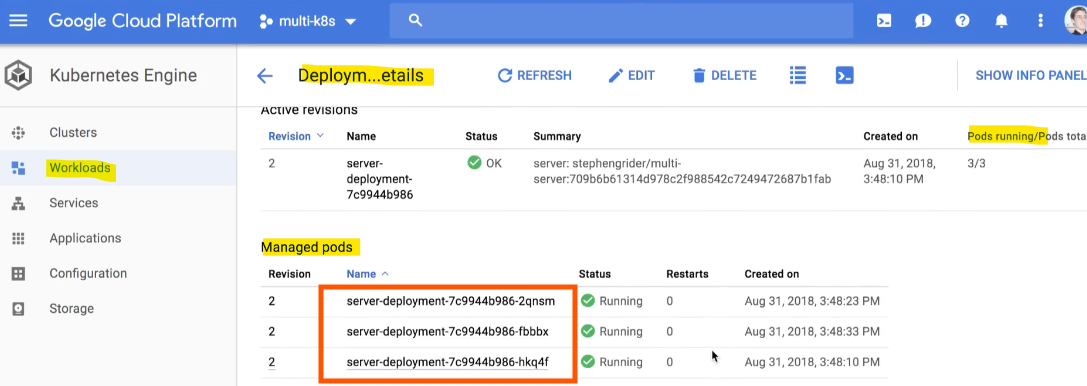 Google Cloud Platform
multi-k8s
Kubernetes Engine
Deploym...etails
REFRESH
EDIT
DELETE
SHOW INFO PANEL
Clusters
Workloads
Services
Applications
Configuration
Storage
Active revisions
Revision Name Status Summary Created on Pods running/Pods tota
2 server- OK server: stephengrider/multi- Aug 31, 2018, 3/3
deployment- server:709b6b61314d978c2f988542c7249472687b1fab 3:48:10 PM
7c9944b986
Managed pods
Revision Name Status Restarts Created on
2 server-deployment-7c9944b986-2qnsm Running 0 Aug 31, 2018, 3:48:23 PM
2 server-deployment-7c9944b986-fbbbx Running 0 Aug 31, 2018, 3:48:33 PM
2 server-deployment-7c9944b986-hkq4f Running 0 Aug 31, 2018, 3:48:10 PM